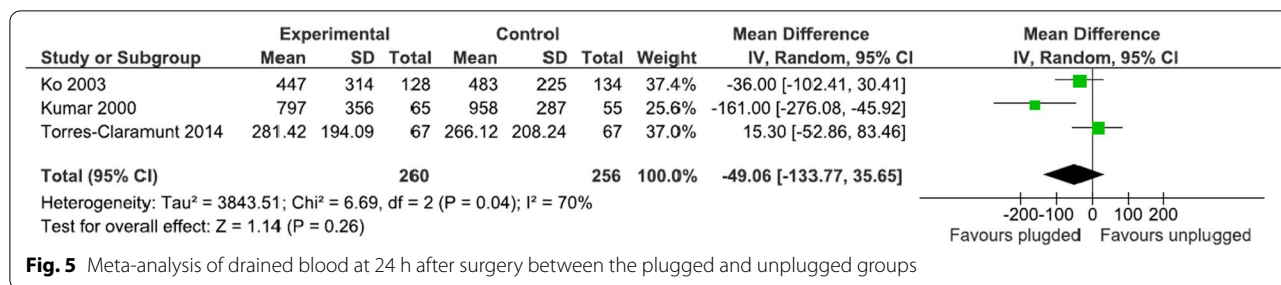 Experimental Control Mean Difference Mean Difference
Study or Subgroup Mean SD Total Mean SD Total Weight IV, Random, 95% CI IV, Random, 95% CI
Ko 2003 447 314 128 483 225 134 37.4% -36.00 [-102.41, 30.41]
Kumar 2000 797 356 65 958 287 55 25.6% -161.00 [-276.08, -45.92]
Torres-Claramunt 2014 281.42 194.09 67 266.12 208.24 67 37.0% 15.30 [-52.86, 83.46]
Total (95% CI) 260 256 100.0% -49.06 [-133.77, 35.65]
Heterogeneity: Tau² = 3843.51; Chi² = 6.69, df = 2 (P = 0.04); I² = 70%
Test for overall effect: Z = 1.14 (P = 0.26)
-200 -100 0 100 200
Favours plugded Favours unplugged
Fig. 5 Meta-analysis of drained blood at 24 h after surgery between the plugged and unplugged groups